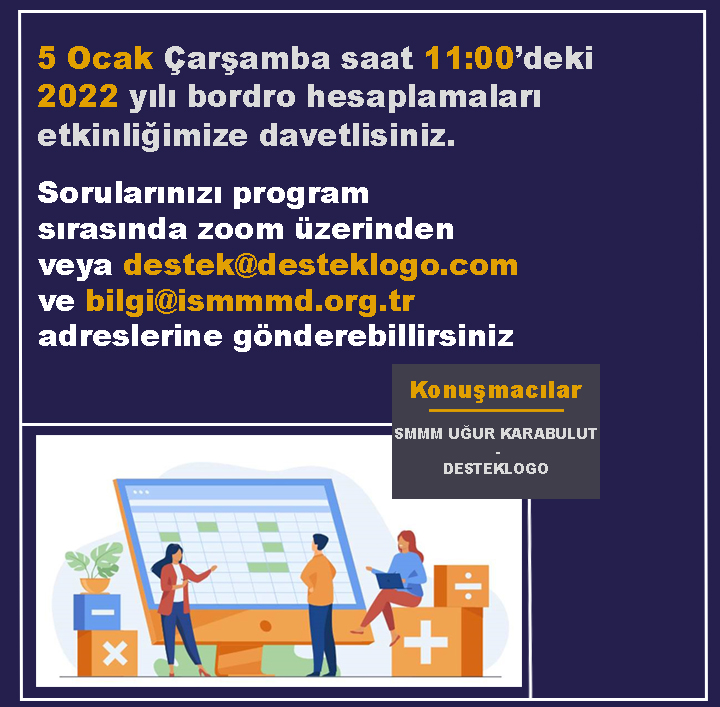 5 Ocak Çarşamba saat 11:00’deki
2022 yılı bordro hesaplamaları
etkinliğimize davetlisiniz.
Sorularınızı program
sırasında zoom üzerinden
veya destek@desteklogo.com
ve bilgi@ismmmd.org.tr
adreslerine gönderebillirsiniz
Konuşmacılar
SMMM UĞUR KARABULUT
-
DESTEKLOGO